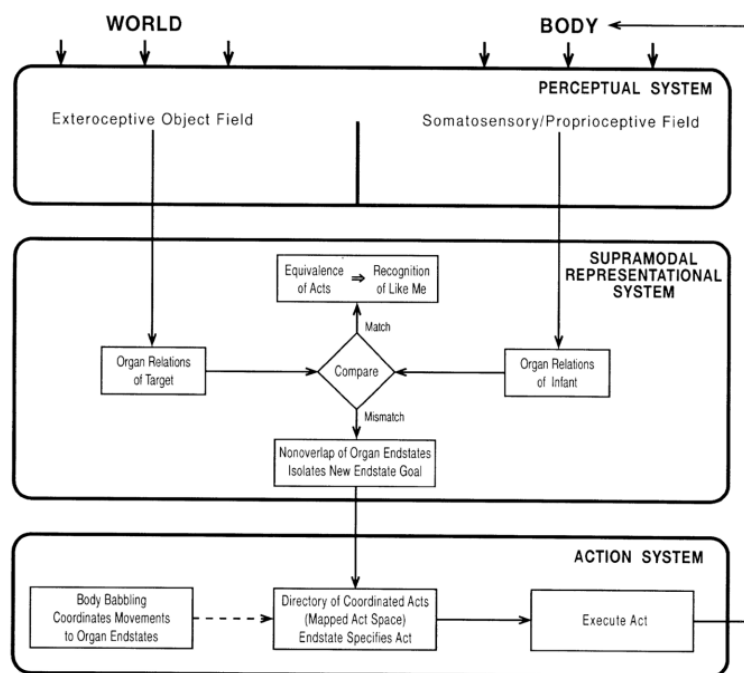 WORLD
BODY
PERCEPTUAL SYSTEM
Exteroceptive Object Field
Somatosensory/Proprioceptive Field
SUPRAMODAL
REPRESENTATIONAL
SYSTEM
Equivalence
of Acts
⇒
Recognition
of Like Me
Match
Organ Relations
of Target
Compare
Organ Relations
of Infant
Mismatch
Nonoverlap of Organ Endstates
Isolates New Endstate Goal
ACTION SYSTEM
Body Babbling
Coordinates Movements
to Organ Endstates
Directory of Coordinated Acts
(Mapped Act Space)
Endstate Specifies Act
Execute Act